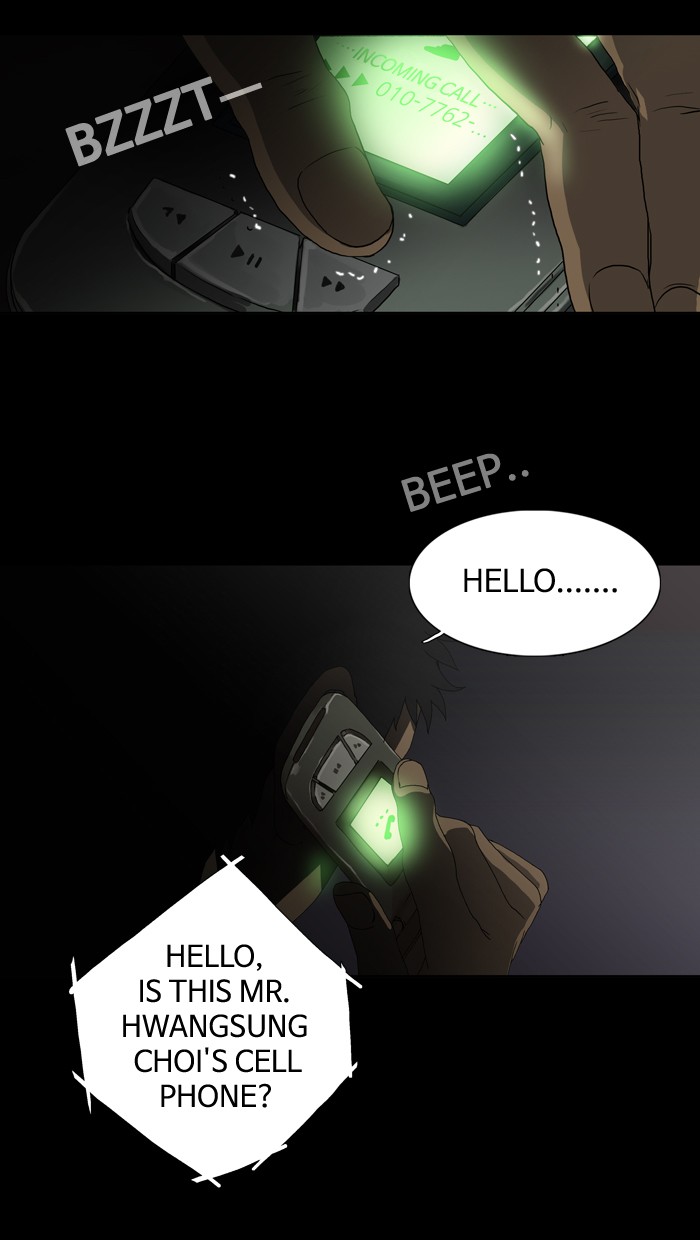 ...INCOMING CALL...
▶▶▶ 010-7762-...
BZZZT—
BEEP..
HELLO.......
HELLO,
IS THIS MR.
HWANGSUNG
CHOI'S CELL
PHONE?